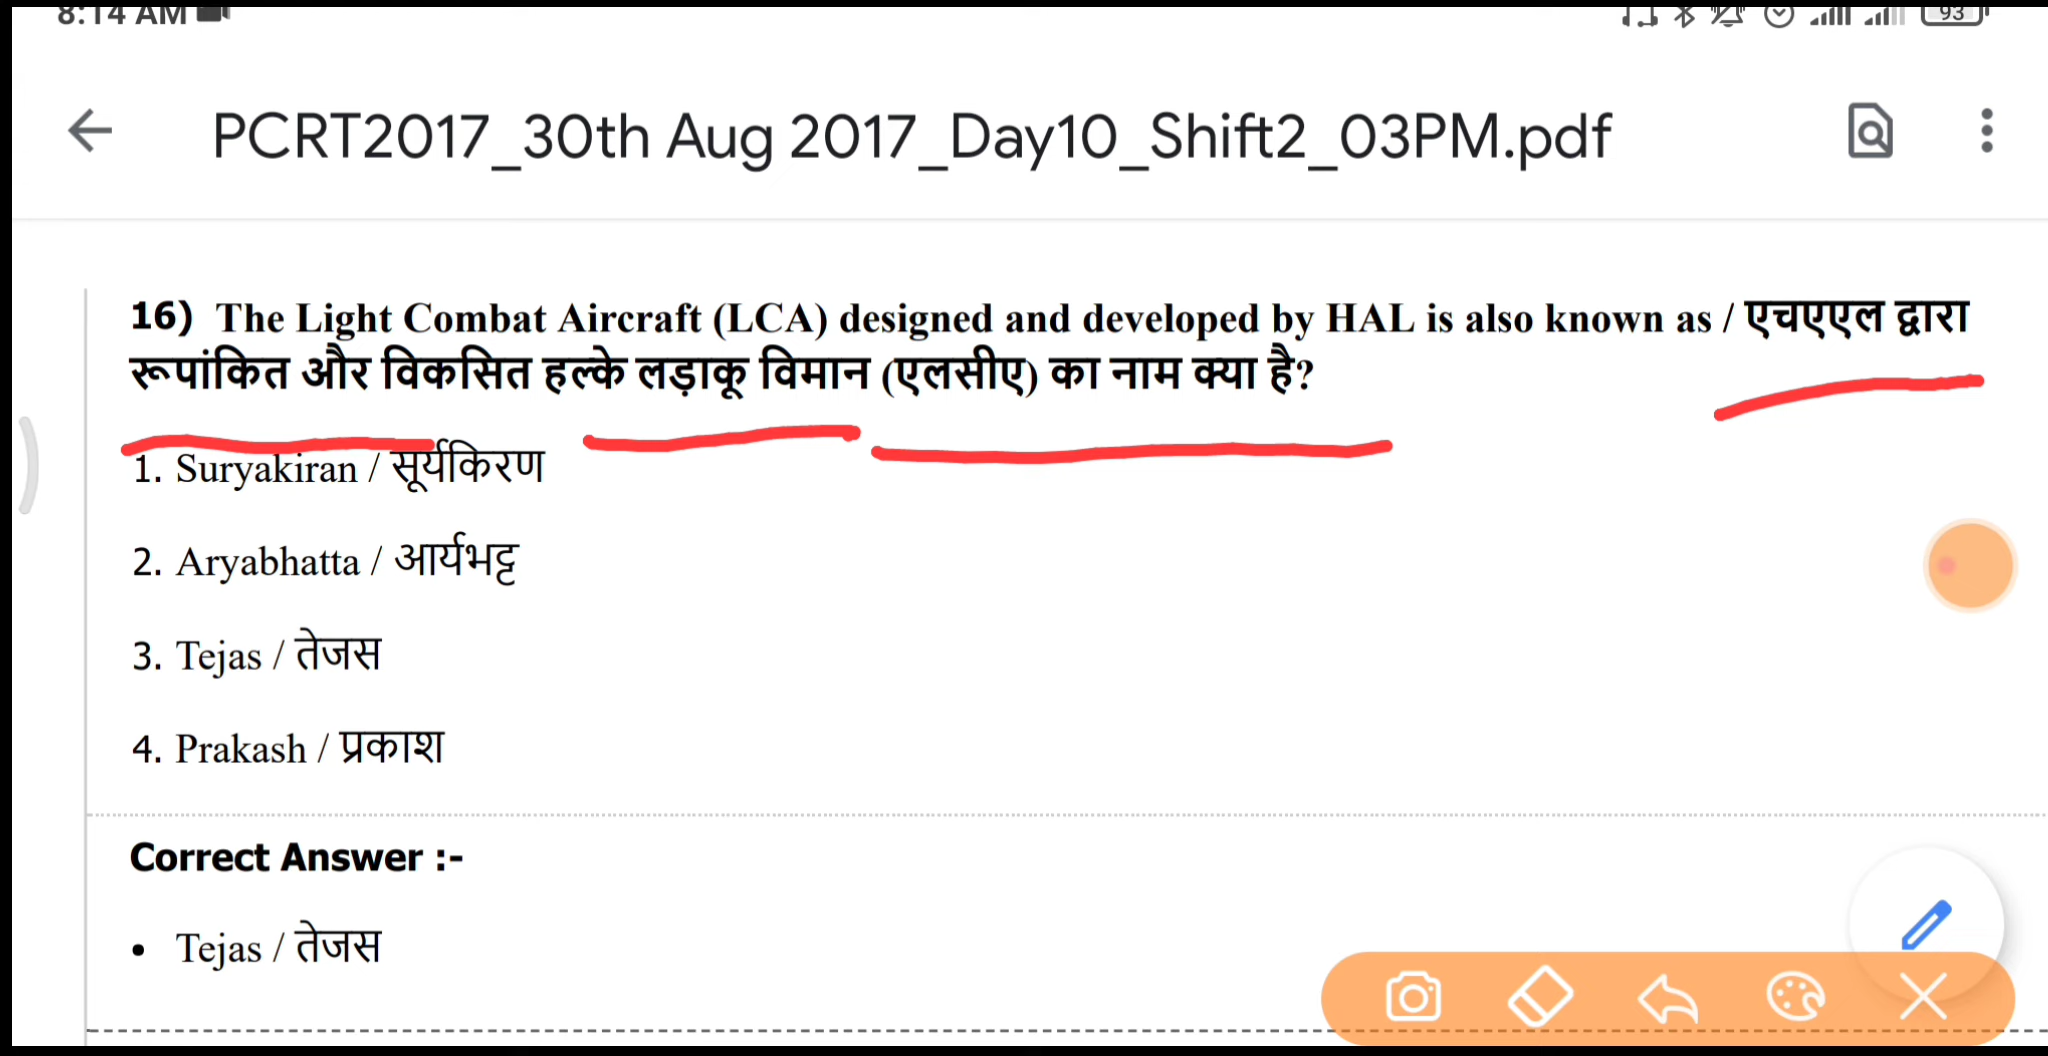 8:14 AM
93
PCRT2017_30th Aug 2017_Day10_Shift2_03PM.pdf
16) The Light Combat Aircraft (LCA) designed and developed by HAL is also known as / एचएएल द्वारा
रूपांकित और विकसित हल्के लड़ाकू विमान (एलसीए) का नाम क्या है?
1. Suryakiran / सूर्यकिरण
2. Aryabhatta / आर्यभट्ट
3. Tejas / तेजस
4. Prakash / प्रकाश
Correct Answer :-
• Tejas / तेजस